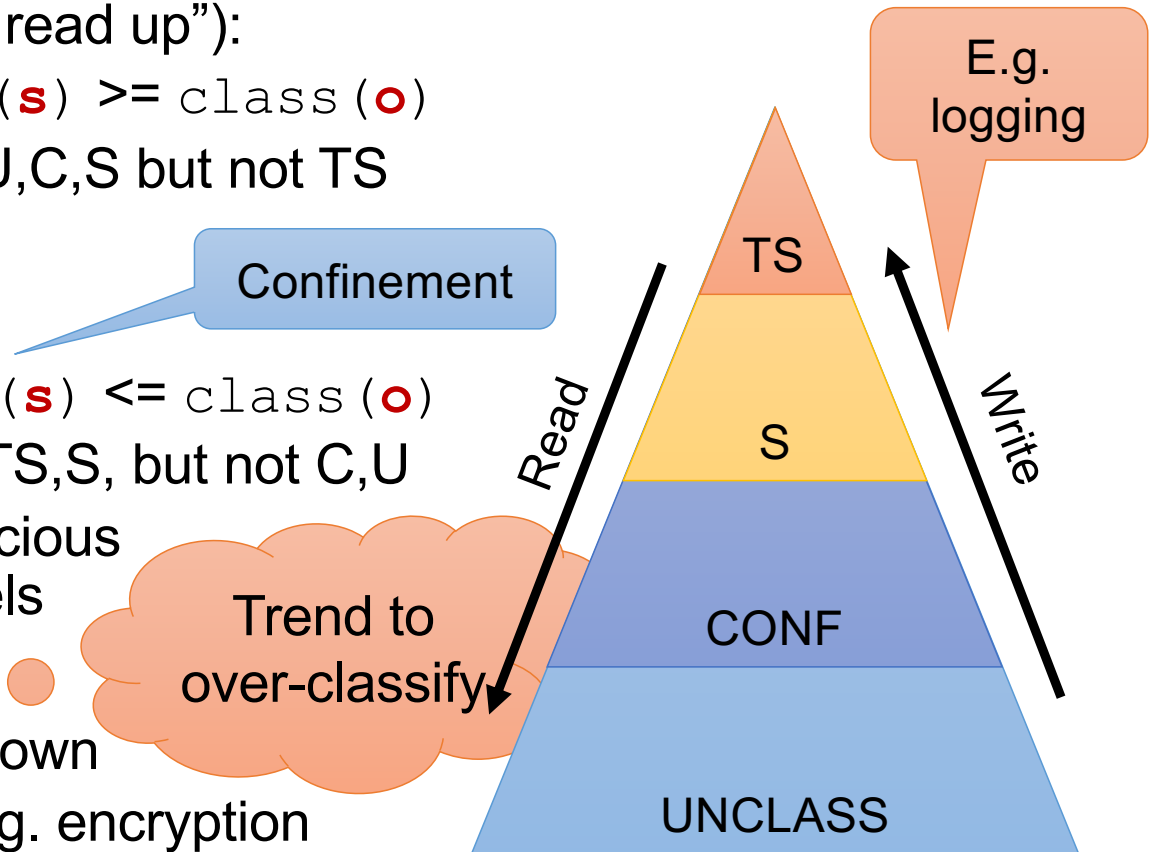 read up”):
(s) >= class(o)
U,C,S but not TS
Confinement
(s) <= class(o)
TS,S, but not C,U
cious
els
Trend to
over-classify
own
g. encryption
E.g.
logging
TS
S
CONF
UNCLASS
Read
Write